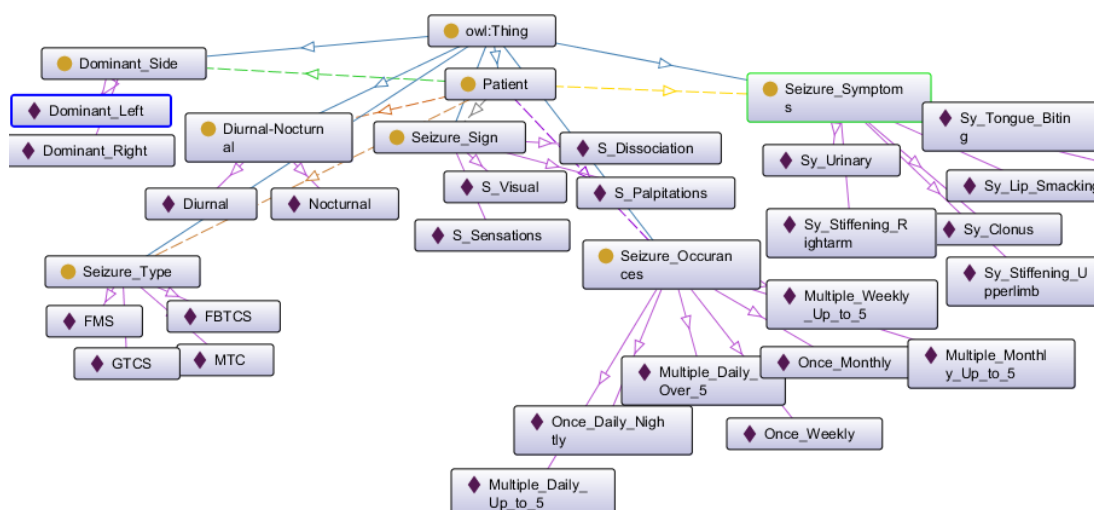 owl:Thing
Dominant_Side
Patient
Seizure_Symptom
s
Dominant_Left
Diurnal-Nocturn
al
Seizure_Sign
Sy_Tongue_Bitin
g
Dominant_Right
S_Dissociation
Sy_Urinary
S_Visual
S_Palpitations
Sy_Lip_Smacking
Diurnal
Nocturnal
S_Sensations
Sy_Stiffening_R
ightarm
Sy_Clonus
Seizure_Type
Seizure_Occuran
ces
Sy_Stiffening_U
pperlimb
FMS
FBTCS
Multiple_Weekly
_Up_to_5
GTCS
MTC
Multiple_Daily_
Over_5
Once_Monthly
Multiple_Monthl
y_Up_to_5
Once_Daily_Nigh
tly
Once_Weekly
Multiple_Daily_
Up_to_5